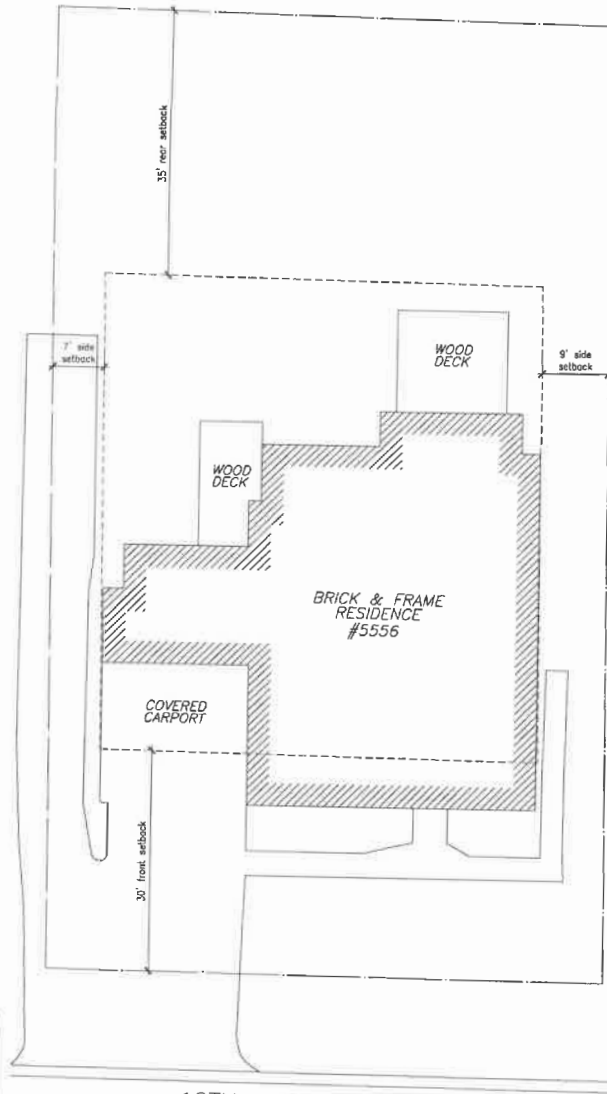 35' rear setback
7' side
setback
WOOD
DECK
9' side
setback
WOOD
DECK
BRICK & FRAME
RESIDENCE
#5556
COVERED
CARPORT
30' front setback